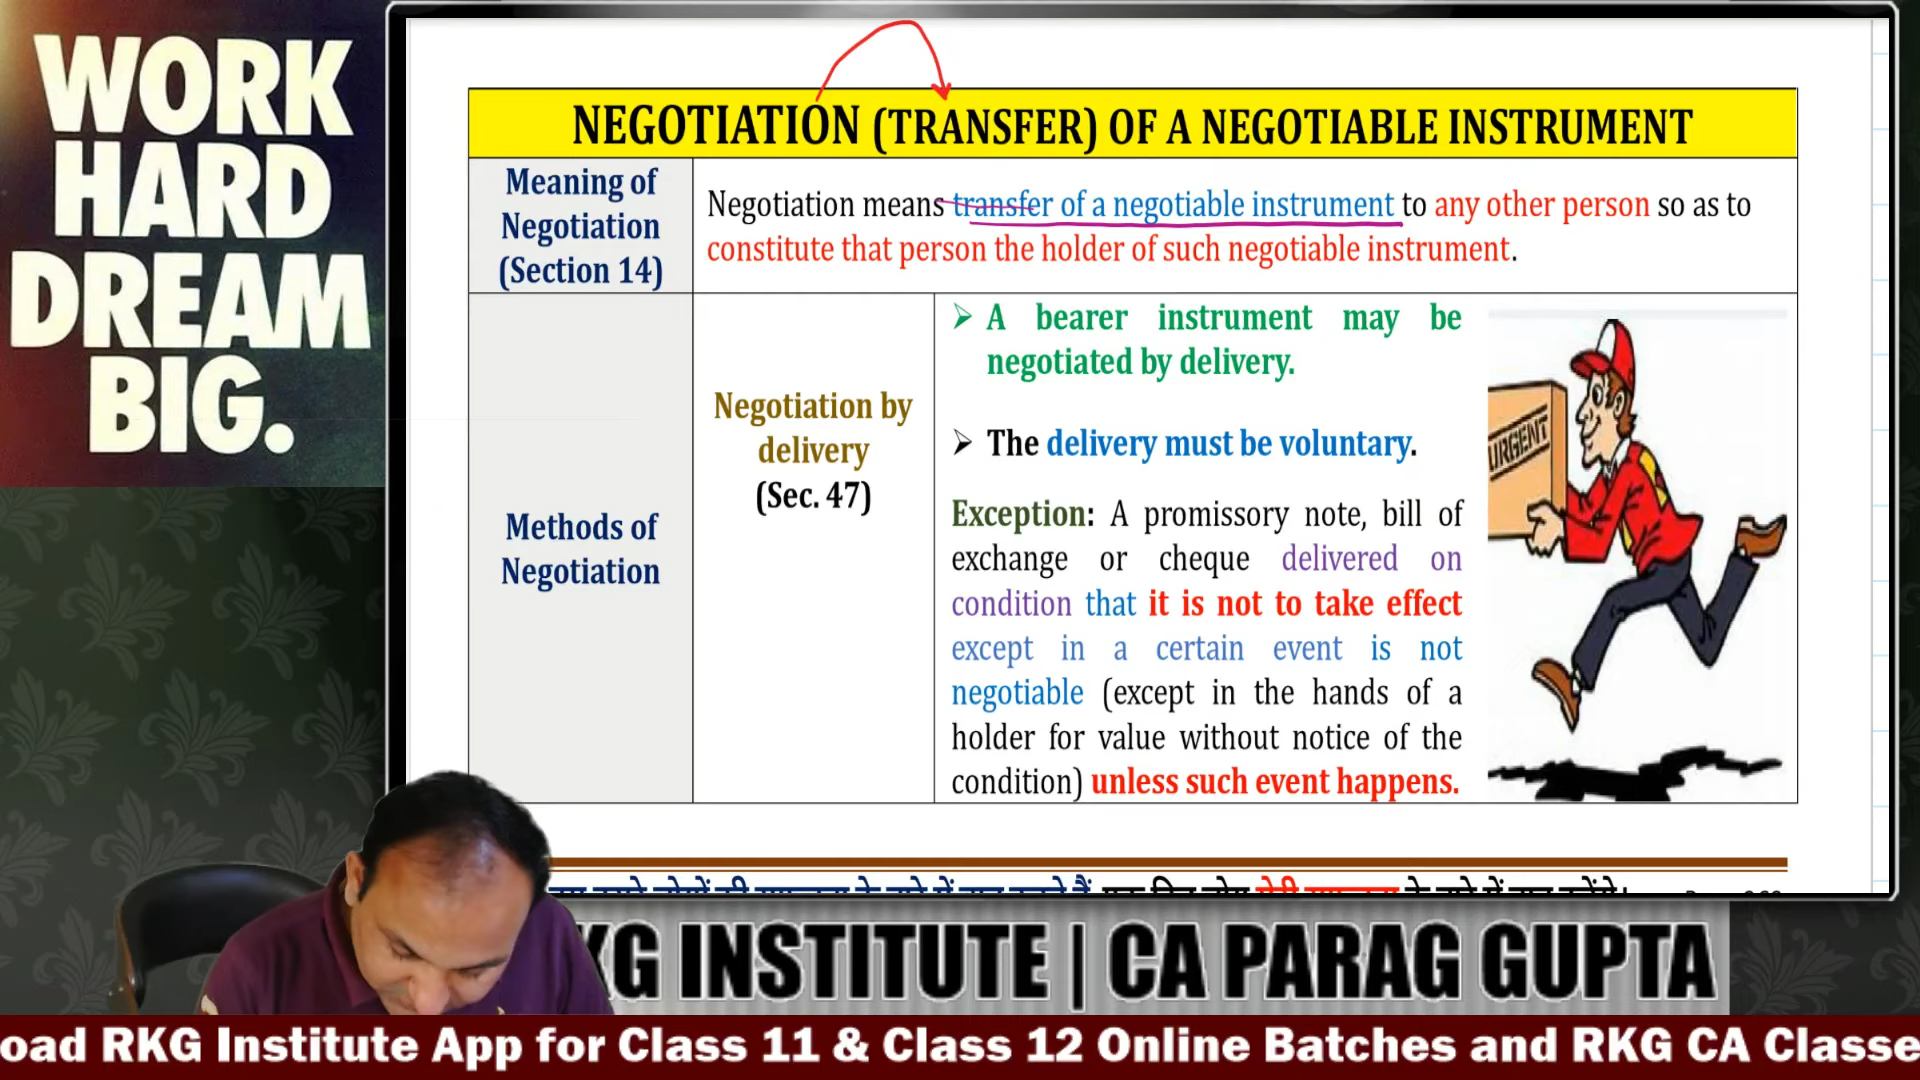 WORK
HARD
DREAM
BIG.
NEGOTIATION (TRANSFER) OF A NEGOTIABLE INSTRUMENT
Meaning of
Negotiation
(Section 14)
Negotiation means transfer of a negotiable instrument to any other person so as to
constitute that person the holder of such negotiable instrument.
Methods of
Negotiation
Negotiation by
delivery
(Sec. 47)
➢ A bearer instrument may be
negotiated by delivery.
➢ The delivery must be voluntary.
Exception: A promissory note, bill of
exchange or cheque delivered on
condition that it is not to take effect
except in a certain event is not
negotiable (except in the hands of a
holder for value without notice of the
condition) unless such event happens.
URGENT
KG INSTITUTE | CA PARAG GUPTA
oad RKG Institute App for Class 11 & Class 12 Online Batches and RKG CA Classe